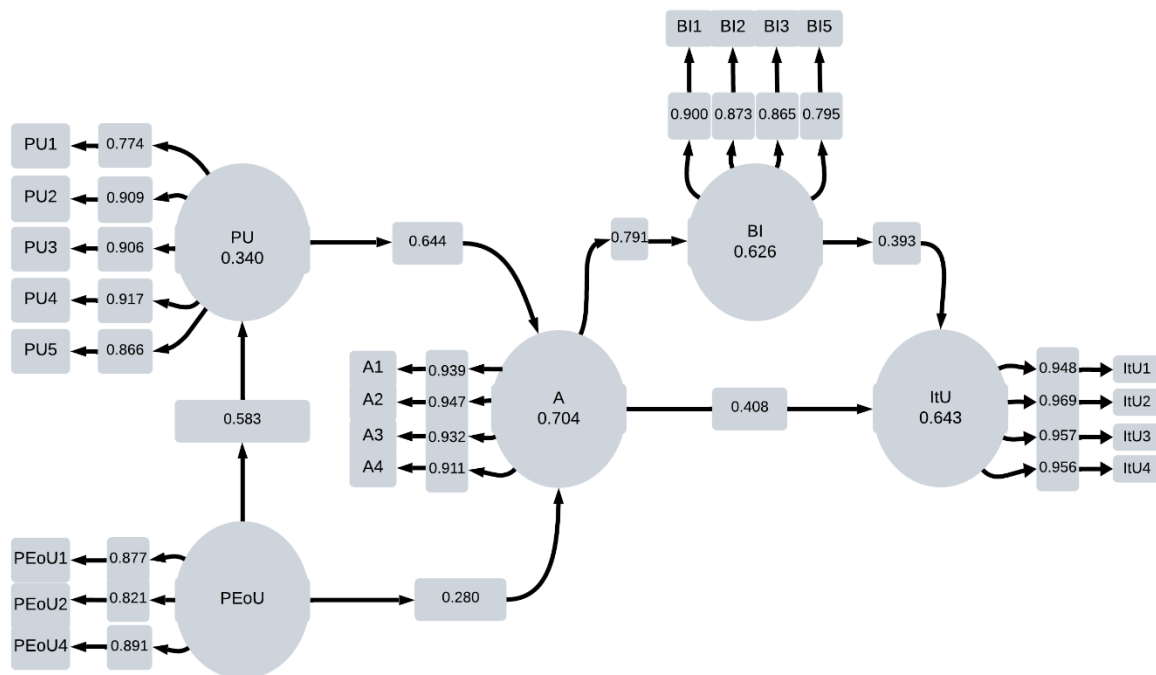 BI1 BI2 BI3 BI5
0.900 0.873 0.865 0.795
PU1 0.774
PU2 0.909
PU3 0.906
PU4 0.917
PU5 0.866
PU
0.340
0.644
0.791
BI
0.626
0.393
0.583
A1 0.939
A2 0.947
A3 0.932
A4 0.911
A
0.704
0.408
ItU
0.643
0.948 ItU1
0.969 ItU2
0.957 ItU3
0.956 ItU4
PEoU1 0.877
PEoU2 0.821
PEoU4 0.891
PEoU
0.280